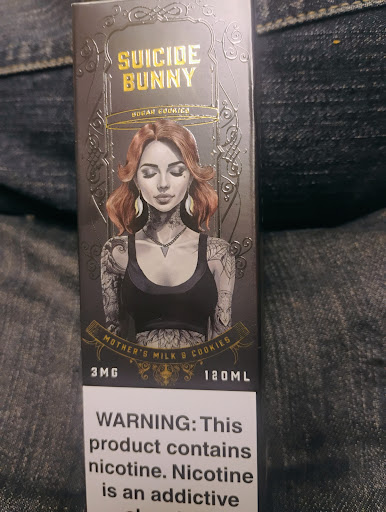 SUICIDE
BUNNY
SUGAR COOKIES
MOTHER'S MILK & COOKIES
3MG 120ML
WARNING: This
product contains
nicotine. Nicotine
is an addictive